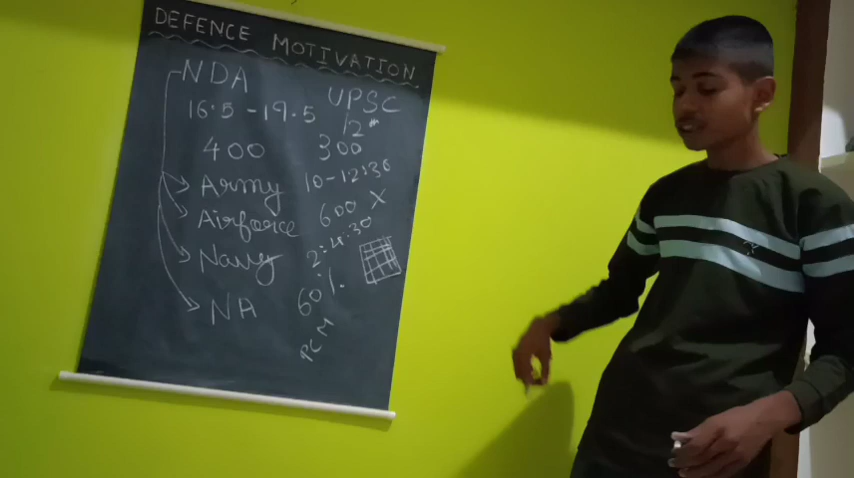 DEFENCE MOTIVATION
NDA UPSC
16.5 - 19.5 12th
400 300
Army 10-12:30
Airforce 600 X
Navy 2:-4:30
NA 60%.
PCM